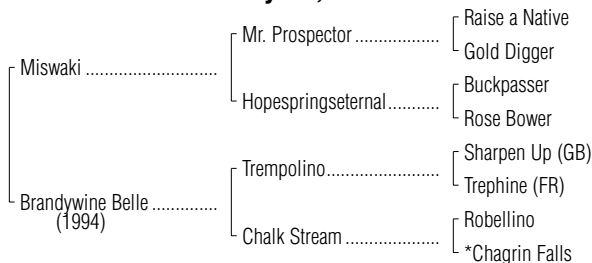 Raise a Native
Mr. Prospector ...................
Gold Digger
Miswaki ............................
Buckpasser
Hopespringseternal...........
Rose Bower
Sharpen Up (GB)
Trempolino.........................
Trephine (FR)
Brandywine Belle ..............
(1994)
Robellino
Chalk Stream .....................
*Chagrin Falls